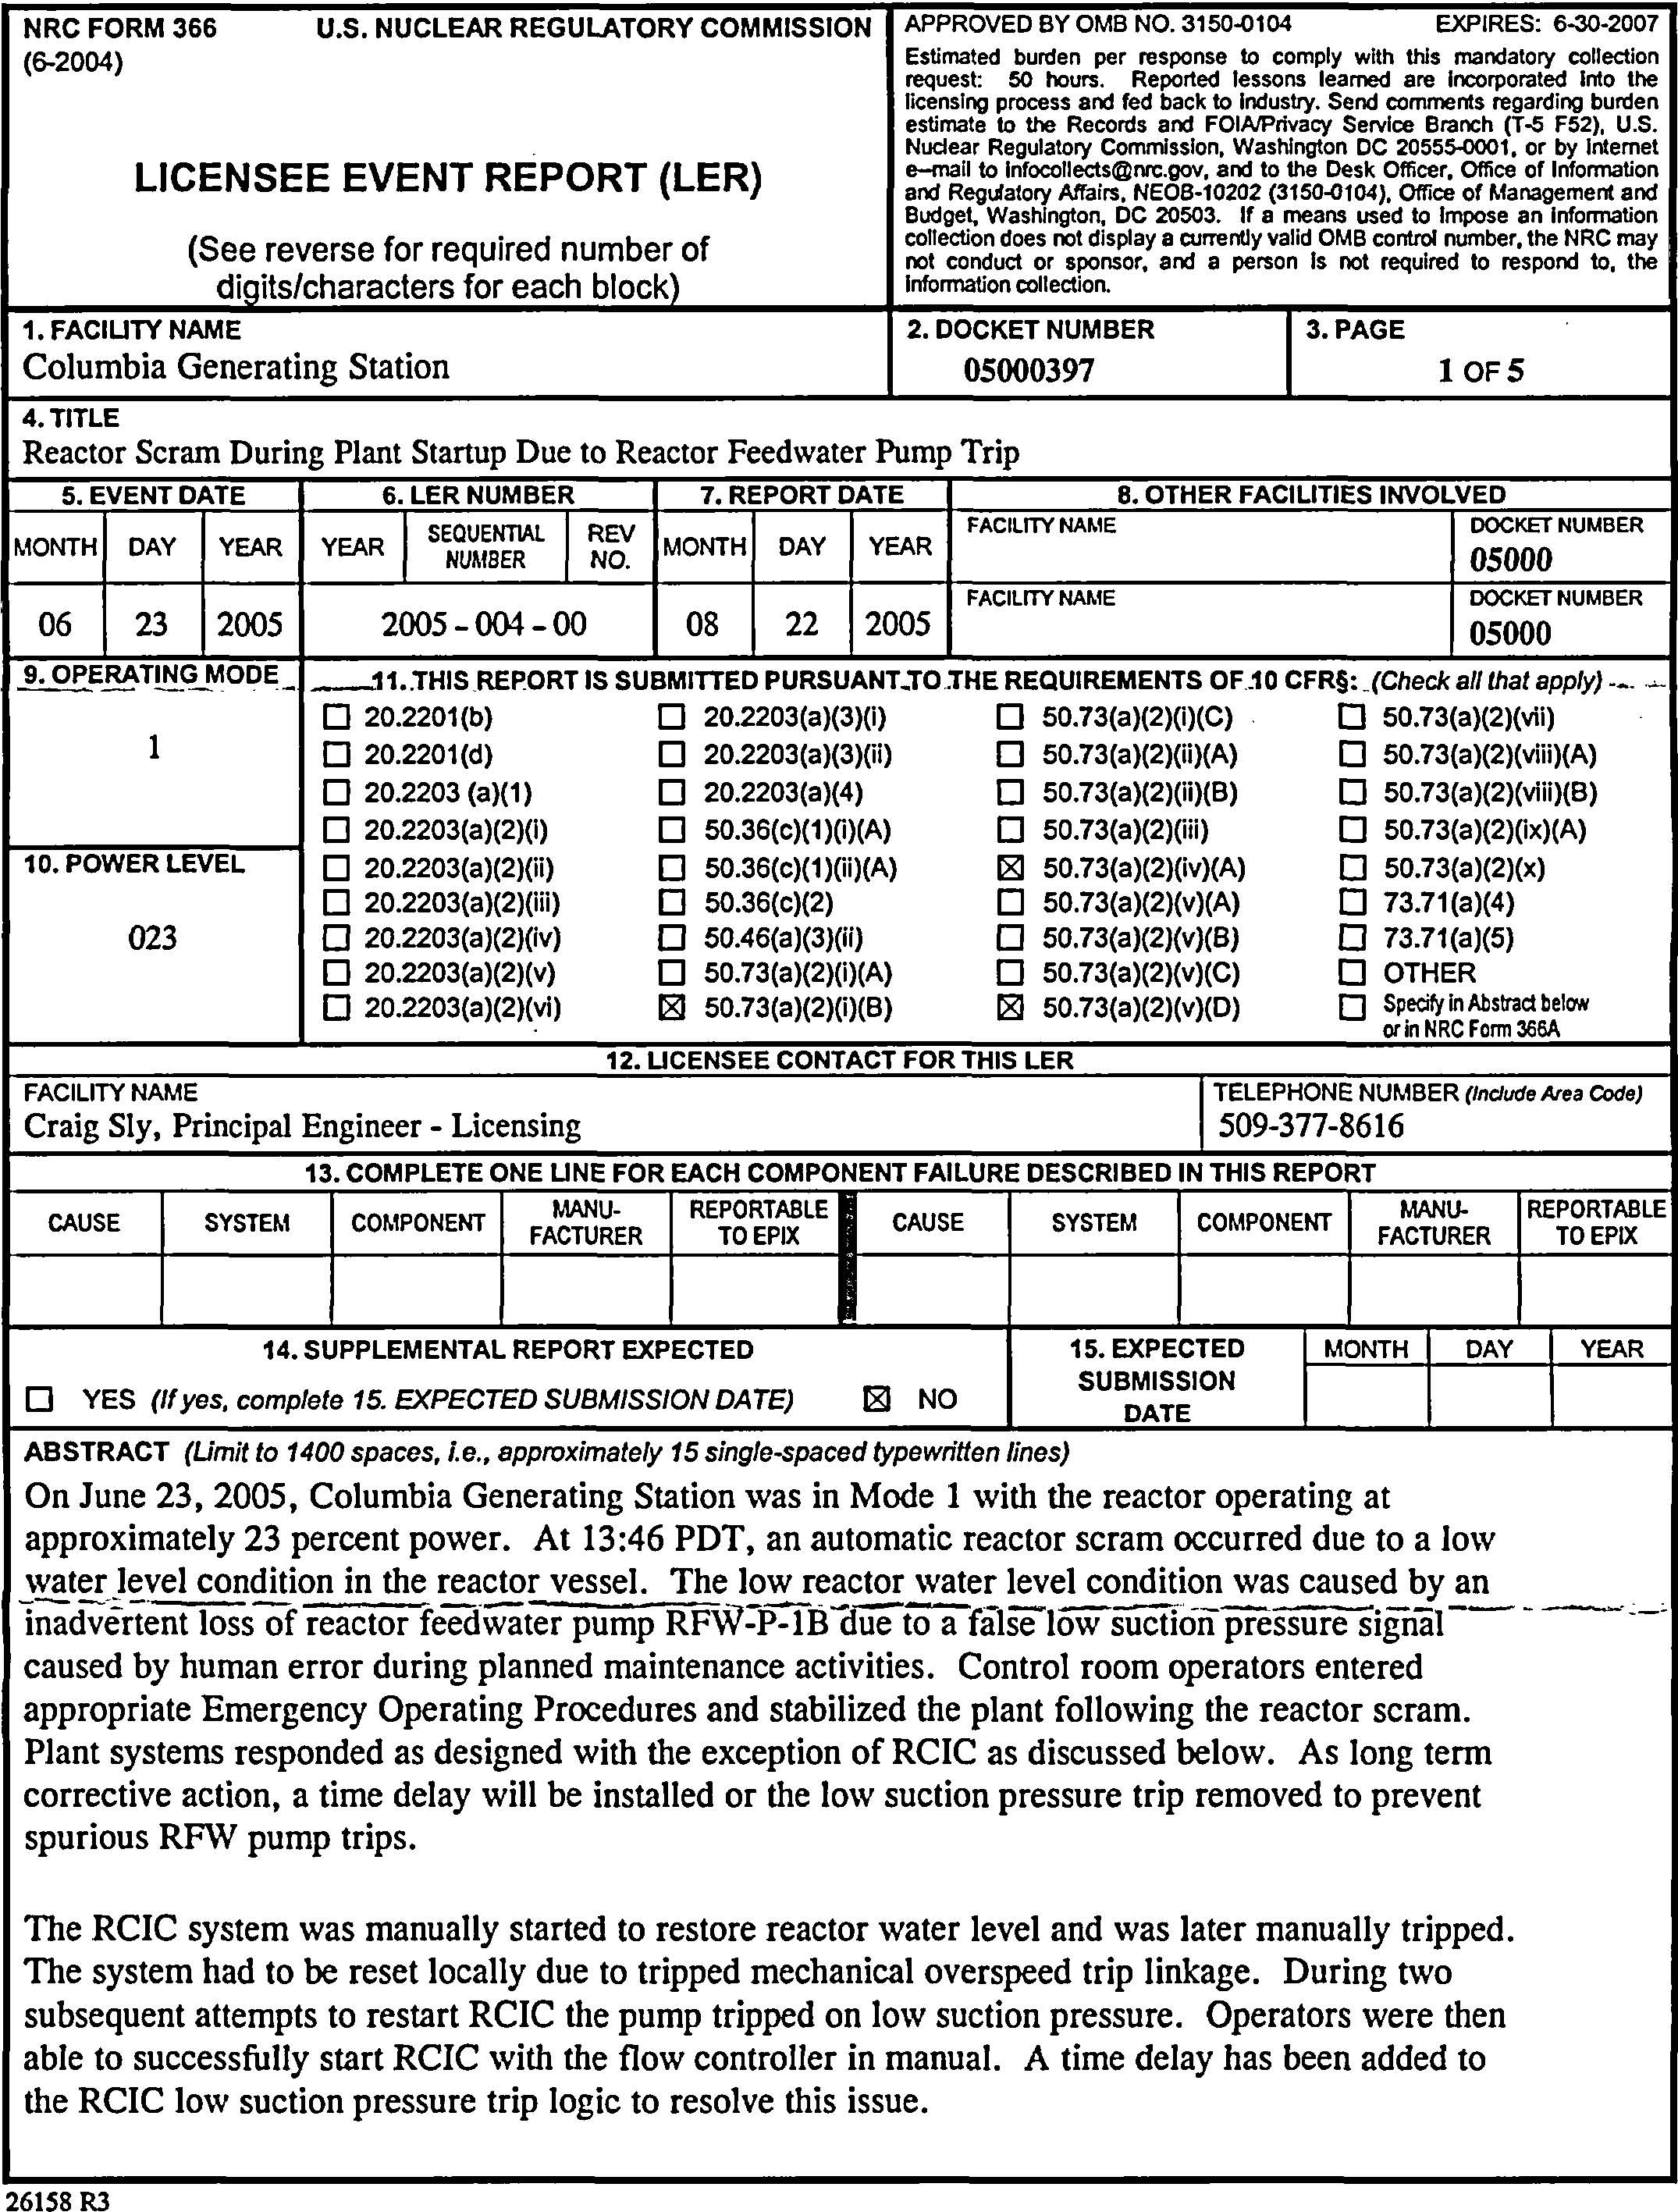 NRC FORM 366 U.S. NUCLEAR REGULATORY COMMISSION
(6-2004)
LICENSEE EVENT REPORT (LER)
(See reverse for required number of
digits/characters for each block)
APPROVED BY OMB NO. 3150-0104 EXPIRES: 6-30-2007
Estimated burden per response to comply with this mandatory collection
request: 50 hours. Reported lessons learned are incorporated into the
licensing process and fed back to industry. Send comments regarding burden
estimate to the Records and FOIA/Privacy Service Branch (T-5 F52), U.S.
Nuclear Regulatory Commission, Washington DC 20555-0001, or by internet
e-mail to infocollects@nrc.gov, and to the Desk Officer, Office of Information
and Regulatory Affairs, NEOB-10202 (3150-0104), Office of Management and
Budget, Washington, DC 20503. If a means used to impose an information
collection does not display a currently valid OMB control number, the NRC may
not conduct or sponsor, and a person is not required to respond to, the
information collection.
1. FACILITY NAME 2. DOCKET NUMBER 3. PAGE
Columbia Generating Station 05000397 1 OF 5
4. TITLE
Reactor Scram During Plant Startup Due to Reactor Feedwater Pump Trip
5. EVENT DATE 6. LER NUMBER 7. REPORT DATE 8. OTHER FACILITIES INVOLVED
MONTH DAY YEAR YEAR SEQUENTIAL NUMBER REV NO. MONTH DAY YEAR FACILITY NAME DOCKET NUMBER
05000
06 23 2005 2005 - 004 - 00 08 22 2005 FACILITY NAME DOCKET NUMBER
05000
9. OPERATING MODE 11. THIS REPORT IS SUBMITTED PURSUANT TO THE REQUIREMENTS OF 10 CFR§: (Check all that apply)
1
10. POWER LEVEL
023
☐ 20.2201(b) ☐ 20.2203(a)(3)(i) ☐ 50.73(a)(2)(i)(C) ☐ 50.73(a)(2)(vii)
☐ 20.2201(d) ☐ 20.2203(a)(3)(ii) ☐ 50.73(a)(2)(ii)(A) ☐ 50.73(a)(2)(viii)(A)
☐ 20.2203 (a)(1) ☐ 20.2203(a)(4) ☐ 50.73(a)(2)(ii)(B) ☐ 50.73(a)(2)(viii)(B)
☐ 20.2203(a)(2)(i) ☐ 50.36(c)(1)(i)(A) ☐ 50.73(a)(2)(iii) ☐ 50.73(a)(2)(ix)(A)
☐ 20.2203(a)(2)(ii) ☐ 50.36(c)(1)(ii)(A) ☒ 50.73(a)(2)(iv)(A) ☐ 50.73(a)(2)(x)
☐ 20.2203(a)(2)(iii) ☐ 50.36(c)(2) ☐ 50.73(a)(2)(v)(A) ☐ 73.71(a)(4)
☐ 20.2203(a)(2)(iv) ☐ 50.46(a)(3)(ii) ☐ 50.73(a)(2)(v)(B) ☐ 73.71(a)(5)
☐ 20.2203(a)(2)(v) ☐ 50.73(a)(2)(i)(A) ☐ 50.73(a)(2)(v)(C) ☐ OTHER
☐ 20.2203(a)(2)(vi) ☒ 50.73(a)(2)(i)(B) ☒ 50.73(a)(2)(v)(D) ☐ Specify in Abstract below
or in NRC Form 366A
12. LICENSEE CONTACT FOR THIS LER
FACILITY NAME TELEPHONE NUMBER (Include Area Code)
Craig Sly, Principal Engineer - Licensing 509-377-8616
13. COMPLETE ONE LINE FOR EACH COMPONENT FAILURE DESCRIBED IN THIS REPORT
CAUSE SYSTEM COMPONENT MANU-FACTURER REPORTABLE TO EPIX CAUSE SYSTEM COMPONENT MANU-FACTURER REPORTABLE TO EPIX
14. SUPPLEMENTAL REPORT EXPECTED 15. EXPECTED SUBMISSION DATE MONTH DAY YEAR
☐ YES (If yes, complete 15. EXPECTED SUBMISSION DATE) ☒ NO
ABSTRACT (Limit to 1400 spaces, i.e., approximately 15 single-spaced typewritten lines)
On June 23, 2005, Columbia Generating Station was in Mode 1 with the reactor operating at
approximately 23 percent power. At 13:46 PDT, an automatic reactor scram occurred due to a low
water level condition in the reactor vessel. The low reactor water level condition was caused by an
inadvertent loss of reactor feedwater pump RFW-P-1B due to a false low suction pressure signal
caused by human error during planned maintenance activities. Control room operators entered
appropriate Emergency Operating Procedures and stabilized the plant following the reactor scram.
Plant systems responded as designed with the exception of RCIC as discussed below. As long term
corrective action, a time delay will be installed or the low suction pressure trip removed to prevent
spurious RFW pump trips.
The RCIC system was manually started to restore reactor water level and was later manually tripped.
The system had to be reset locally due to tripped mechanical overspeed trip linkage. During two
subsequent attempts to restart RCIC the pump tripped on low suction pressure. Operators were then
able to successfully start RCIC with the flow controller in manual. A time delay has been added to
the RCIC low suction pressure trip logic to resolve this issue.
26158 R3